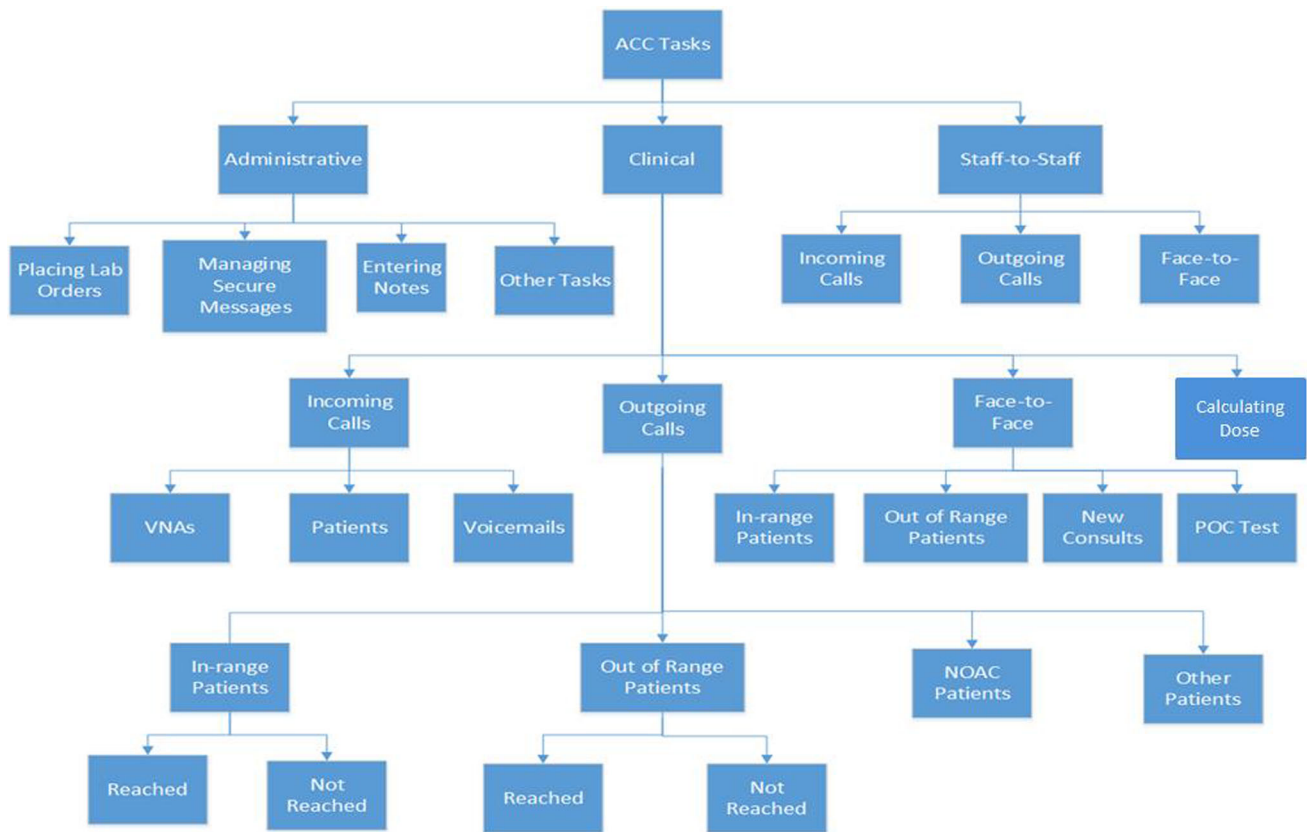 ACC Tasks
Administrative
Clinical
Staff-to-Staff
Placing Lab
Orders
Managing
Secure
Messages
Entering
Notes
Other Tasks
Incoming
Calls
Outgoing
Calls
Face-to-
Face
Incoming
Calls
Outgoing
Calls
Face-to-
Face
Calculating
Dose
VNAs
Patients
Voicemails
In-range
Patients
Out of Range
Patients
New
Consults
POC Test
In-range
Patients
Out of Range
Patients
NOAC
Patients
Other
Patients
Reached
Not
Reached
Reached
Not
Reached